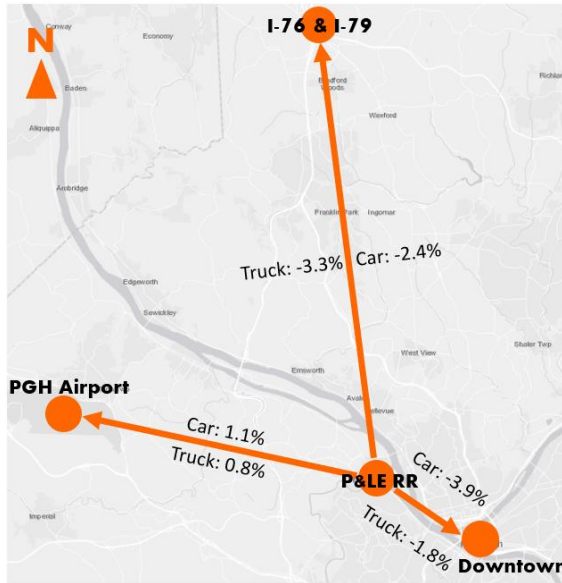 Conway
Economy
I-76 & I-79
N
Baden
Bradford
Woods
Richland
Wexford
Aliquippa
Ambridge
Franklin Park
Ingomar
Truck: -3.3%
Car: -2.4%
Edgeworth
Sewickley
Shaler Twp
West View
Emsworth
PGH Airport
Avalon
Bellevue
Car: 1.1%
Truck: 0.8%
Car: -3.9%
P&LE RR
Imperial
Truck: -1.8%
Downtown